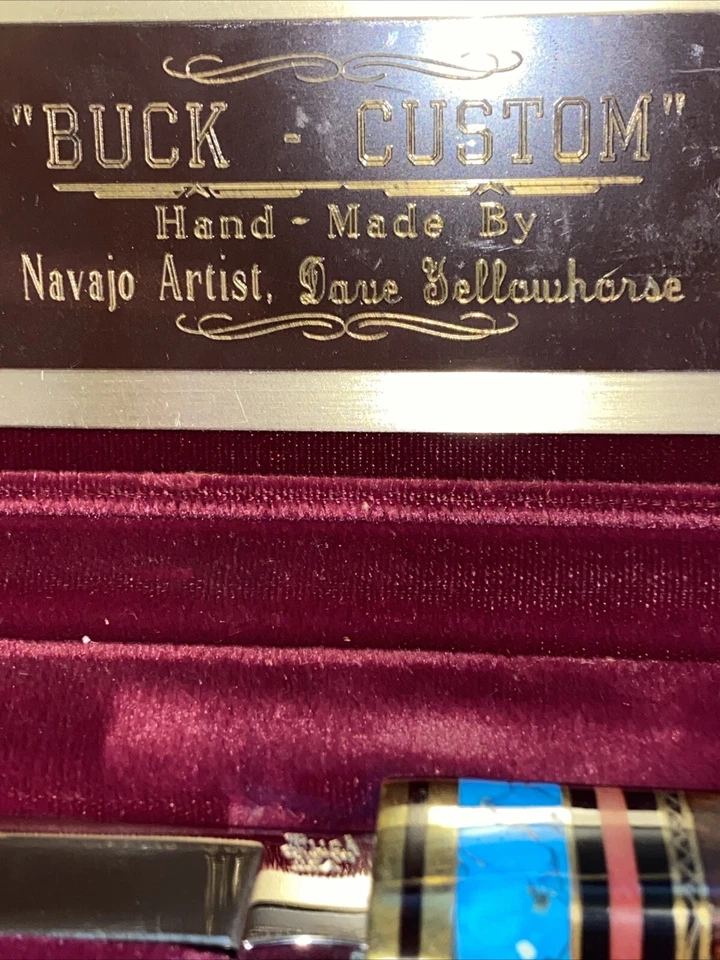 "BUCK - CUSTOM"
Hand-Made By
Navajo Artist, Dave Yellowhorse